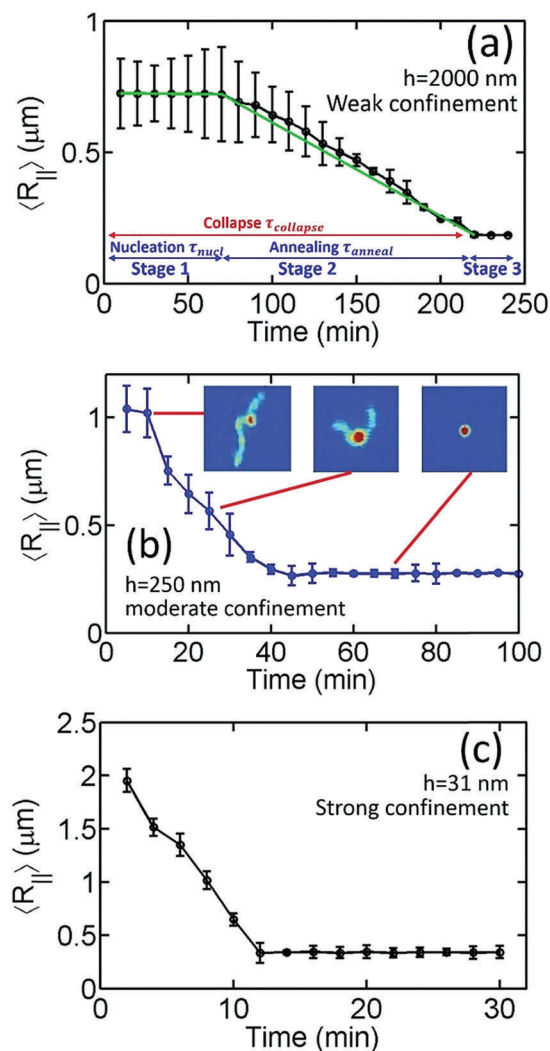 1
(a)
h=2000 nm
Weak confinement
0.5
⟨R||⟩ (μm)
Collapse τcollapse
Nucleation τnucl
Annealing τanneal
Stage 1
Stage 2
Stage 3
0
0 50 100 150 200 250
Time (min)
1
0.5
⟨R||⟩ (μm)
(b)
h=250 nm
moderate confinement
0
0 20 40 60 80 100
Time (min)
2.5
(c)
h=31 nm
Strong confinement
2
1.5
⟨R||⟩ (μm)
1
0.5
0
0 10 20 30
Time (min)